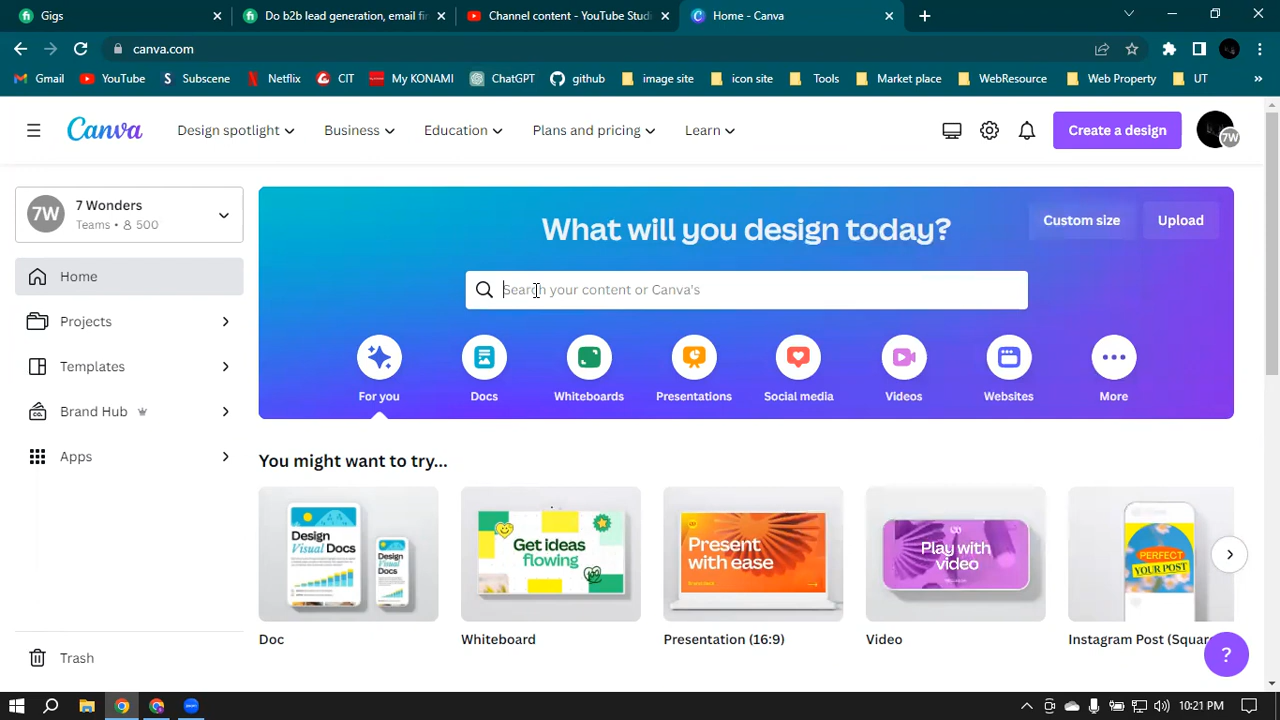 Gigs
Do b2b lead generation, email fi
Channel content - YouTube Studi
Home - Canva
canva.com
Gmail
YouTube
Subscene
Netflix
CIT
My KONAMI
ChatGPT
github
image site
icon site
Tools
Market place
WebResource
Web Property
UT
Canva
Design spotlight
Business
Education
Plans and pricing
Learn
Create a design
7W
7W
7 Wonders
Teams • 500
Home
Projects
Templates
Brand Hub
Apps
Trash
What will you design today?
Custom size
Upload
Search your content or Canva's
For you
Docs
Whiteboards
Presentations
Social media
Videos
Websites
More
You might want to try...
Design
Visual Docs
Design
Visual Docs
Get ideas
flowing
Present
with ease
Play with
video
PERFECT
YOUR POST
Doc
Whiteboard
Presentation (16:9)
Video
Instagram Post (Squar
?
10:21 PM